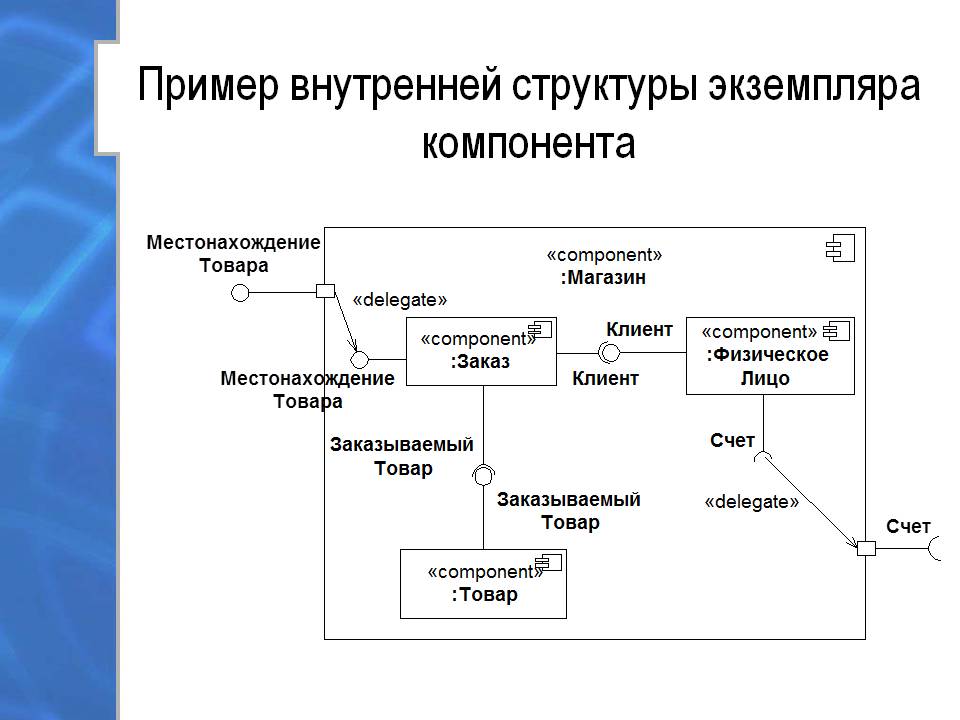 Пример внутренней структуры экземпляра
компонента
Местонахождение
Товара
«component»
:Магазин
«delegate»
«component»
:Заказ
Клиент
«component»
:Физическое
Лицо
Местонахождение
Товара
Клиент
Заказываемый
Товар
Счет
Заказываемый
Товар
«delegate»
Счет
«component»
:Товар